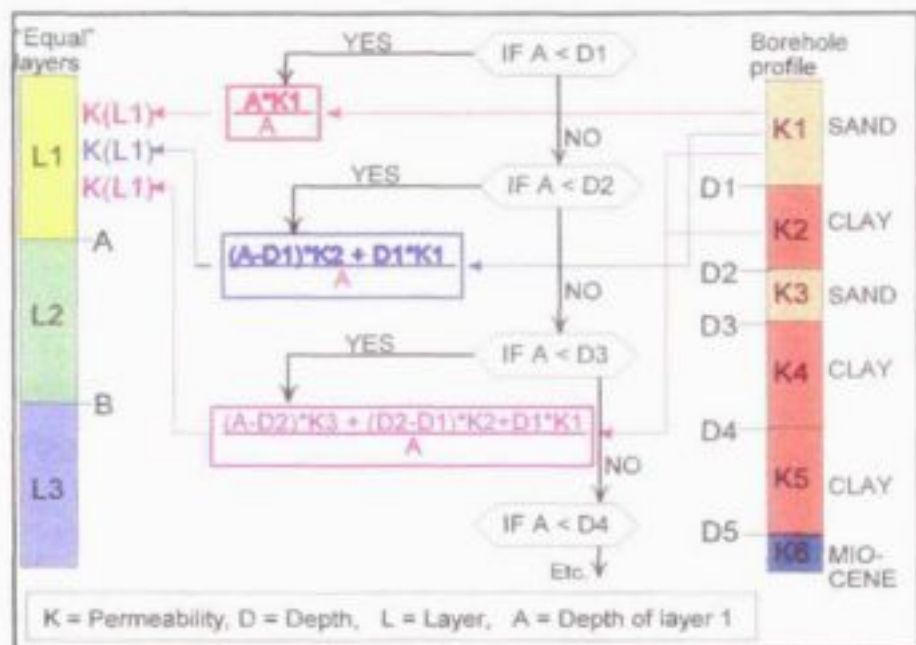 "Equal"
layers
YES
IF A < D1
Borehole
profile
A*K1
A
K(L1)
K(L1)
K(L1)
L1
NO
K1
SAND
YES
IF A < D2
D1
A
(A-D1)*K2 + D1*K1
A
K2
CLAY
D2
L2
NO
K3
SAND
D3
YES
IF A < D3
K4
CLAY
B
(A-D2)*K3 + (D2-D1)*K2+D1*K1
A
D4
NO
L3
K5
CLAY
IF A < D4
D5
Etc.
K6
MIO-
CENE
K = Permeability, D = Depth, L = Layer, A = Depth of layer 1